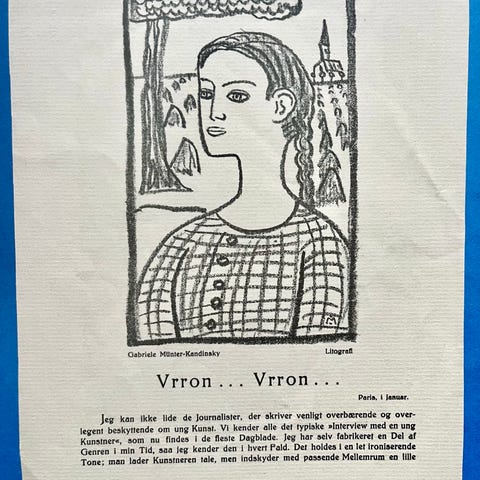 Gabriele Münter-Kandinsky Litografi
Vrron ... Vrron ...
Paris, i Januar.
Jeg kan ikke lide de Journalister, der skriver venligt overbærende og over-
legent beskyttende om ung Kunst. Vi kender alle det typiske »Interview med en ung
Kunstner«, som nu findes i de fleste Dagblade. Jeg har selv fabrikeret en Del af
Genren i min Tid, saa jeg kender den i hvert Fald. Det holdes i en let ironiserende
Tone; man lader Kunstneren tale, men indskyder med passende Mellemrum en lille